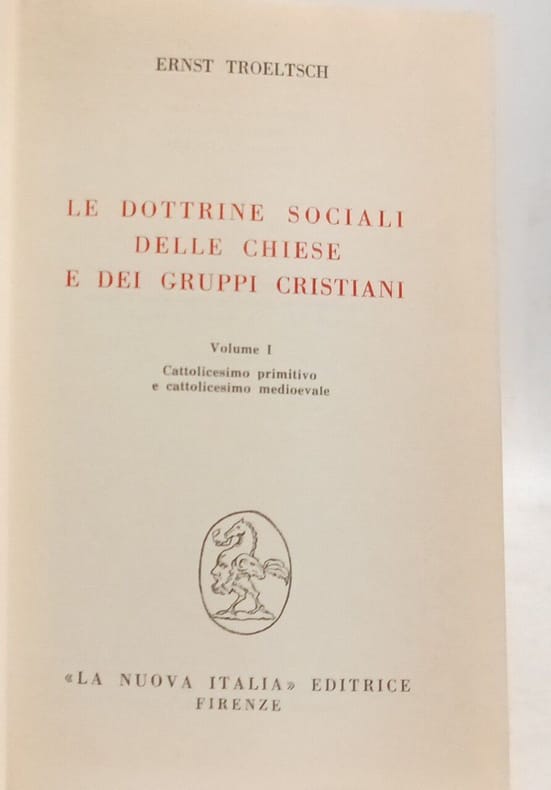 ERNST TROELTSCH
LE DOTTRINE SOCIALI
DELLE CHIESE
E DEI GRUPPI CRISTIANI
Volume I
Cattolicesimo primitivo
e cattolicesimo medioevale
«LA NUOVA ITALIA» EDITRICE
FIRENZE